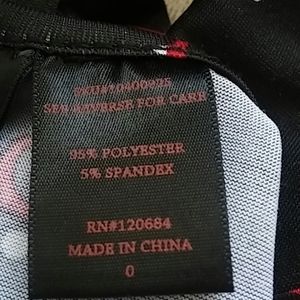 SEE REVERSE FOR CARE
95% POLYESTER
5% SPANDEX
RN#120684
MADE IN CHINA
0